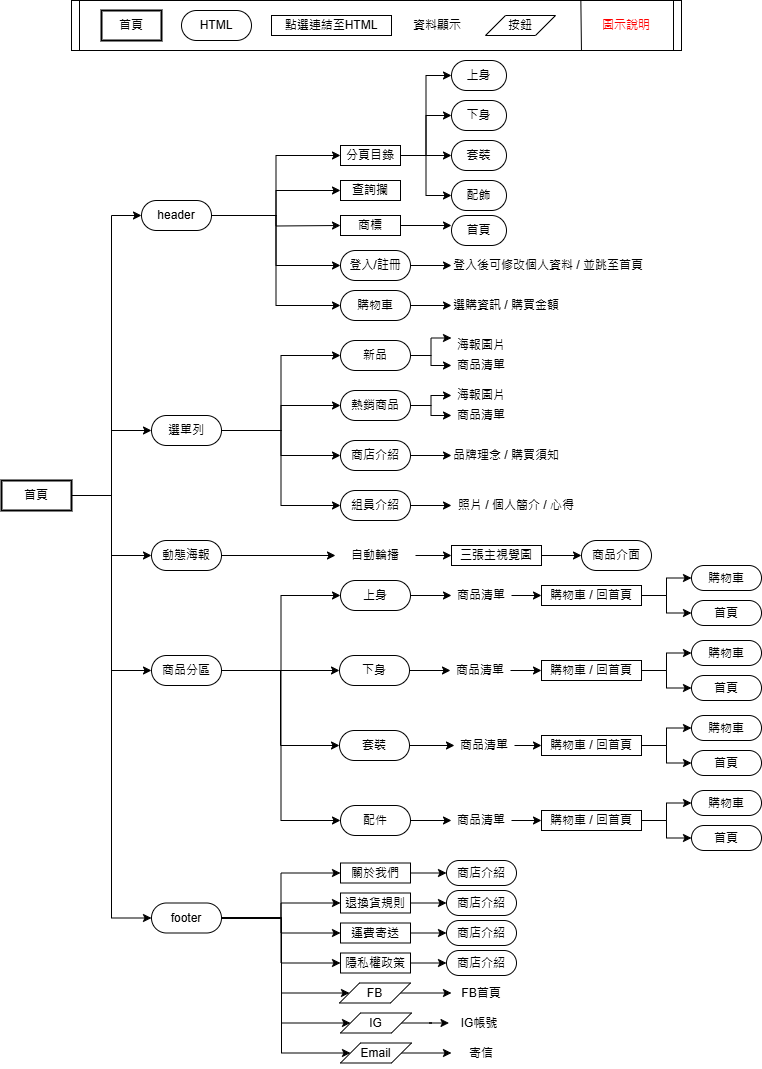 首頁 HTML 點選連結至HTML 資料顯示 按鈕 圖示說明
上身
下身
分頁目錄 套裝
查詢欄 配飾
header 商標 首頁
登入/註冊 登入後可修改個人資料 / 並跳至首頁
購物車 選購資訊 / 購買金額
新品 海報圖片
商品清單
熱銷商品 海報圖片
商品清單
選單列
商店介紹 品牌理念 / 購買須知
首頁
組員介紹 照片 / 個人簡介 / 心得
動態海報 自動輪播 三張主視覺圖 商品介面
上身 商品清單 購物車 / 回首頁 購物車
首頁
商品分區 下身 商品清單 購物車 / 回首頁 購物車
首頁
套裝 商品清單 購物車 / 回首頁 購物車
首頁
配件 商品清單 購物車 / 回首頁 購物車
首頁
關於我們 商店介紹
退換貨規則 商店介紹
footer
運費寄送 商店介紹
隱私權政策 商店介紹
FB FB首頁
IG IG帳號
Email 寄信